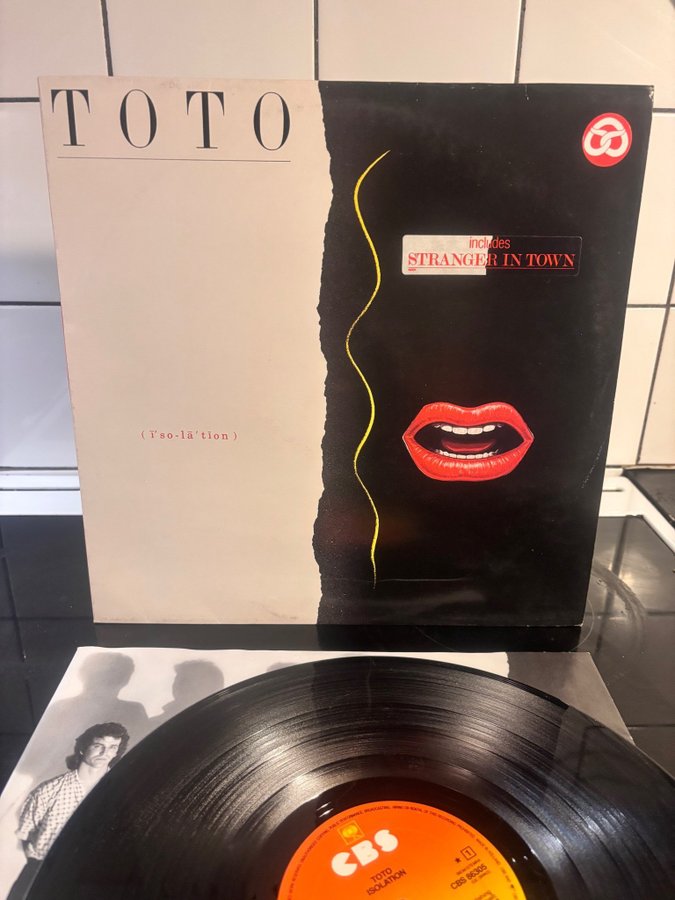 TOTO
includes
STRANGER IN TOWN
(ī′so-lā′tion)
CBS
TOTO
ISOLATION
1
CBS 86305